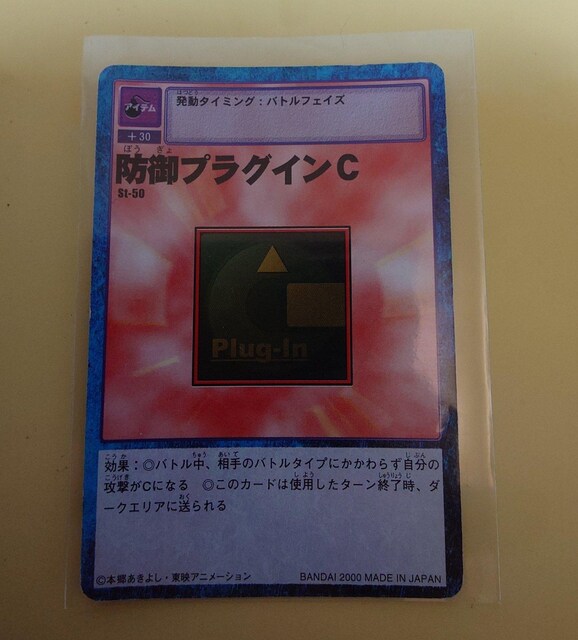 発動タイミング：バトルフェイズ
アイテム
＋30
防御プラグインC
St-50
Plug-In
効果：◎バトル中、相手のバトルタイプにかかわらず自分の
攻撃がCになる　◎このカードは使用したターン終了時、ダ
ークエリアに送られる
©本郷あきよし・東映アニメーション
BANDAI 2000 MADE IN JAPAN